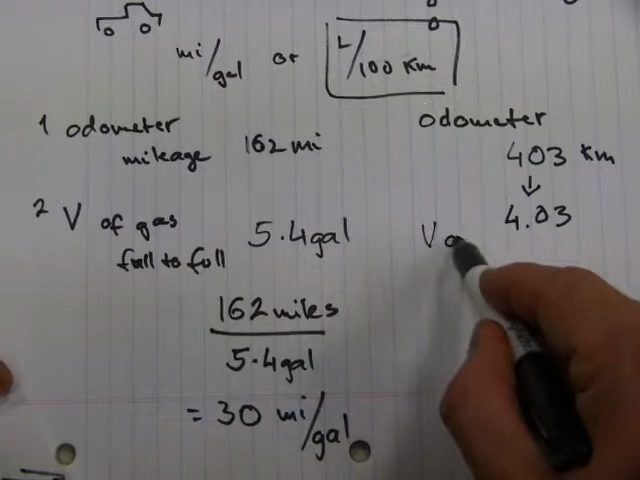 mi/gal or L/100 Km
1 odometer
mileage 162 mi
2 V of gas
full to full 5.4 gal
162 miles
5.4 gal
= 30 mi/gal
odometer
403 Km
↓
4.03
V o